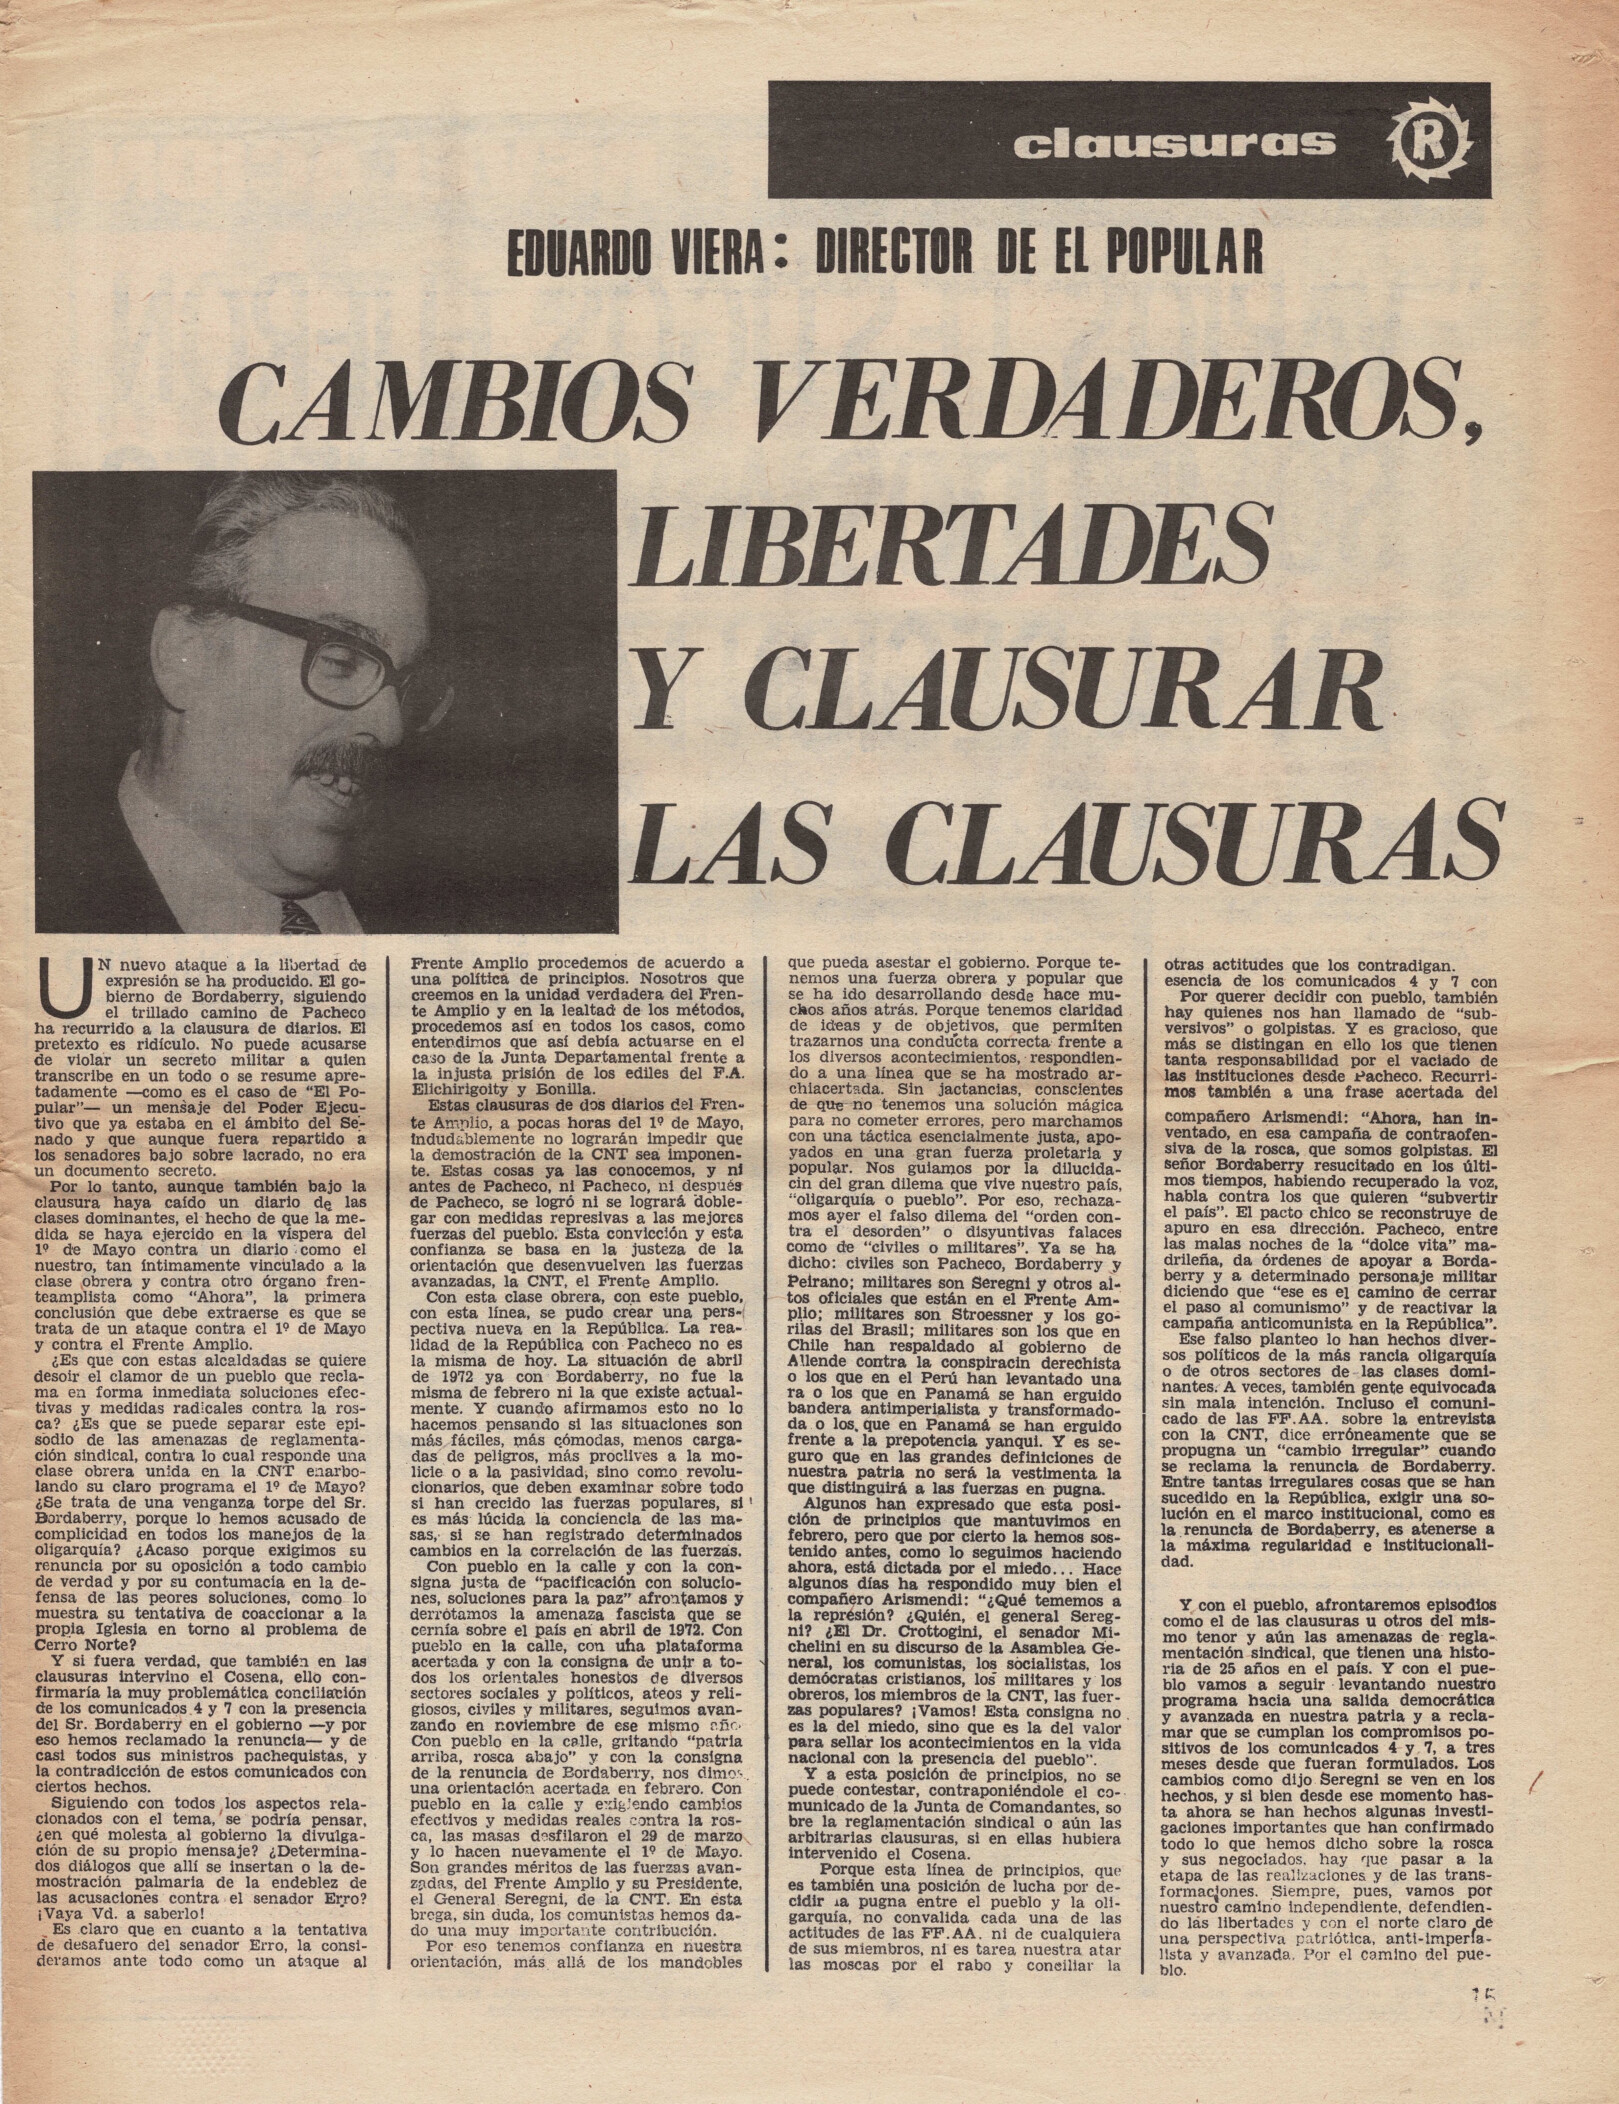 clausuras R
EDUARDO VIERA: DIRECTOR DE EL POPULAR
CAMBIOS VERDADEROS,
LIBERTADES
Y CLAUSURAR
LAS CLAUSURAS
UN nuevo ataque a la libertad de
expresión se ha producido. El go-
bierno de Bordaberry, siguiendo
el trillado camino de Pacheco
ha recurrido a la clausura de diarios. El
pretexto es ridículo. No puede acusarse
de violar un secreto militar a quien
transcribe en un todo o se resume apre-
tadamente —como es el caso de "El Po-
pular"— un mensaje del Poder Ejecu-
tivo que ya estaba en el ámbito del Se-
nado y que aunque fuera repartido a
los senadores bajo sobre lacrado, no era
un documento secreto.
Por lo tanto, aunque también bajo la
clausura haya caído un diario de las
clases dominantes, el hecho de que la me-
dida se haya ejercido en la víspera del
1º de Mayo contra un diario como el
nuestro, tan íntimamente vinculado a la
clase obrera y contra otro órgano fren-
teamplista como "Ahora", la primera
conclusión que debe extraerse es que se
trata de un ataque contra el 1º de Mayo
y contra el Frente Amplio.
¿Es que con estas alcaldadas se quiere
desoir el clamor de un pueblo que recla-
ma en forma inmediata soluciones efec-
tivas y medidas radicales contra la ros-
ca? ¿Es que se puede separar este epi-
sodio de las amenazas de reglamenta-
ción sindical, contra lo cual responde una
clase obrera unida en la CNT enarbo-
lando su claro programa el 1º de Mayo?
¿Se trata de una venganza torpe del Sr.
Bordaberry, porque lo hemos acusado de
complicidad en todos los manejos de la
oligarquía? ¿Acaso porque exigimos su
renuncia por su oposición a todo cambio
de verdad y por su contumacia en la de-
fensa de las peores soluciones, como lo
muestra su tentativa de coaccionar a la
propia Iglesia en torno al problema de
Cerro Norte?
Y si fuera verdad, que también en las
clausuras intervino el Cosena, ello con-
firmaría la muy problemática conciliación
de los comunicados 4 y 7 con la presencia
del Sr. Bordaberry en el gobierno —y por
eso hemos reclamado la renuncia— y de
casi todos sus ministros pachequistas, y
la contradicción de estos comunicados con
ciertos hechos.
Siguiendo con todos los aspectos rela-
cionados con el tema, se podría pensar,
¿en qué molesta al gobierno la divulga-
ción de su propio mensaje? ¿Determina-
dos diálogos que allí se insertan o la de-
mostración palmaria de la endeblez de
las acusaciones contra el senador Erro?
¡Vaya Vd. a saberlo!
Es claro que en cuanto a la tentativa
de desafuero del senador Erro, la consi-
deramos ante todo como un ataque al
Frente Amplio procedemos de acuerdo a
una política de principios. Nosotros que
creemos en la unidad verdadera del Fren-
te Amplio y en la lealtad de los métodos,
procedemos así en todos los casos, como
entendimos que así debía actuarse en el
caso de la Junta Departamental frente a
la injusta prisión de los ediles del F.A.
Elichirigoity y Bonilla.
Estas clausuras de dos diarios del Fren-
te Amplio, a pocas horas del 1º de Mayo,
indudablemente no lograrán impedir que
la demostración de la CNT sea imponen-
te. Estas cosas ya las conocemos, y ni
antes de Pacheco, ni Pacheco, ni después
de Pacheco, se logró ni se logrará doble-
gar con medidas represivas a las mejores
fuerzas del pueblo. Esta convicción y esta
confianza se basa en la justeza de la
orientación que desenvuelven las fuerzas
avanzadas, la CNT, el Frente Amplio.
Con esta clase obrera, con este pueblo,
con esta línea, se pudo crear una pers-
pectiva nueva en la República. La rea-
lidad de la República con Pacheco no es
la misma de hoy. La situación de abril
de 1972 ya con Bordaberry, no fue la
misma de febrero ni la que existe actual-
mente. Y cuando afirmamos esto no lo
hacemos pensando si las situaciones son
más fáciles, más cómodas, menos carga-
das de peligros, más proclives a la mo-
licie o a la pasividad, sino como revolu-
cionarios, que deben examinar sobre todo
si han crecido las fuerzas populares, si
es más lúcida la conciencia de las ma-
sas, si se han registrado determinados
cambios en la correlación de las fuerzas.
Con pueblo en la calle y con la con-
signa justa de "pacificación con solucio-
nes, soluciones para la paz" afrontamos y
derrotamos la amenaza fascista que se
cernía sobre el país en abril de 1972. Con
pueblo en la calle, con una plataforma
acertada y con la consigna de unir a to-
dos los orientales honestos de diversos
sectores sociales y políticos, ateos y reli-
giosos, civiles y militares, seguimos avan-
zando en noviembre de ese mismo año.
Con pueblo en la calle, gritando "patria
arriba, rosca abajo" y con la consigna
de la renuncia de Bordaberry, nos dimos
una orientación acertada en febrero. Con
pueblo en la calle y exigiendo cambios
efectivos y medidas reales contra la ros-
ca, las masas desfilaron el 29 de marzo
y lo hacen nuevamente el 1º de Mayo.
Son grandes méritos de las fuerzas avan-
zadas, del Frente Amplio y su Presidente,
el General Seregni, de la CNT. En esta
brega, sin duda, los comunistas hemos da-
do una muy importante contribución.
Por eso tenemos confianza en nuestra
orientación, más allá de los mandobles
que pueda asestar el gobierno. Porque te-
nemos una fuerza obrera y popular que
se ha ido desarrollando desde hace mu-
chos años atrás. Porque tenemos claridad
de ideas y de objetivos, que permiten
trazarnos una conducta correcta frente a
los diversos acontecimientos, respondien-
do a una línea que se ha mostrado ar-
chiacertada. Sin jactancias, conscientes
de que no tenemos una solución mágica
para no cometer errores, pero marchamos
con una táctica esencialmente justa, apo-
yados en una gran fuerza proletaria y
popular. Nos guiamos por la dilucida-
cin del gran dilema que vive nuestro país,
"oligarquía o pueblo". Por eso, rechaza-
mos ayer el falso dilema del "orden con-
tra el desorden" o disyuntivas falaces
como de "civiles o militares". Ya se ha
dicho: civiles son Pacheco, Bordaberry y
Peirano; militares son Seregni y otros al-
tos oficiales que están en el Frente Am-
plio; militares son Stroessner y los go-
rilas del Brasil; militares son los que en
Chile han respaldado al gobierno de
Allende contra la conspiracin derechista
o los que en el Perú han levantado una
ra o los que en Panamá se han erguido
bandera antimperialista y transformado-
da o los que en Panamá se han erguido
frente a la prepotencia yanqui. Y es se-
guro que en las grandes definiciones de
nuestra patria no será la vestimenta la
que distinguirá a las fuerzas en pugna.
Algunos han expresado que esta posi-
ción de principios que mantuvimos en
febrero, pero que por cierto la hemos sos-
tenido antes, como lo seguimos haciendo
ahora, está dictada por el miedo... Hace
algunos días ha respondido muy bien el
compañero Arismendi: "¿Qué tememos a
la represión? ¿Quién, el general Sereg-
ni? ¿El Dr. Crottogini, el senador Mi-
chelini en su discurso de la Asamblea Ge-
neral, los comunistas, los socialistas, los
demócratas cristianos, los militares y los
obreros, los miembros de la CNT, las fuer-
zas populares? ¡Vamos! Esta consigna no
es la del miedo, sino que es la del valor
para sellar los acontecimientos en la vida
nacional con la presencia del pueblo".
Y a esta posición de principios, no se
puede contestar, contraponiéndole el co-
municado de la Junta de Comandantes, so
bre la reglamentación sindical o aún las
arbitrarias clausuras, si en ellas hubiera
intervenido el Cosena.
Porque esta línea de principios, que
es también una posición de lucha por de-
cidir la pugna entre el pueblo y la oli-
garquía, no convalida cada una de las
actitudes de las FF.AA. ni de cualquiera
de sus miembros, ni es tarea nuestra atar
las moscas por el rabo y conciliar la
otras actitudes que los contradigan.
esencia de los comunicados 4 y 7 con
Por querer decidir con pueblo, también
hay quienes nos han llamado de "sub-
versivos" o golpistas. Y es gracioso, que
más se distingan en ello los que tienen
tanta responsabilidad por el vaciado de
las instituciones desde Pacheco. Recurri-
mos también a una frase acertada del
compañero Arismendi: "Ahora, han in-
ventado, en esa campaña de contraofen-
siva de la rosca, que somos golpistas. El
señor Bordaberry resucitado en los últi-
mos tiempos, habiendo recuperado la voz,
habla contra los que quieren "subvertir
el país". El pacto chico se reconstruye de
apuro en esa dirección. Pacheco, entre
las malas noches de la "dolce vita" ma-
drileña, da órdenes de apoyar a Borda-
berry y a determinado personaje militar
diciendo que "ese es el camino de cerrar
el paso al comunismo" y de reactivar la
campaña anticomunista en la República".
Ese falso planteo lo han hechos diver-
sos políticos de la más rancia oligarquía
o de otros sectores de las clases domi-
nantes. A veces, también gente equivocada
sin mala intención. Incluso el comuni-
cado de las FF.AA. sobre la entrevista
con la CNT, dice erróneamente que se
propugna un "cambio irregular" cuando
se reclama la renuncia de Bordaberry.
Entre tantas irregulares cosas que se han
sucedido en la República, exigir una so-
lución en el marco institucional, como es
la renuncia de Bordaberry, es atenerse a
la máxima regularidad e institucionali-
dad.
Y con el pueblo, afrontaremos episodios
como el de las clausuras u otros del mis-
mo tenor y aún las amenazas de regla-
mentación sindical, que tienen una histo-
ria de 25 años en el país. Y con el pue-
blo vamos a seguir levantando nuestro
programa hacia una salida democrática
y avanzada en nuestra patria y a recla-
mar que se cumplan los compromisos po-
sitivos de los comunicados 4 y 7, a tres
meses desde que fueran formulados. Los
cambios como dijo Seregni se ven en los
hechos, y si bien desde ese momento has-
ta ahora se han hechos algunas investi-
gaciones importantes que han confirmado
todo lo que hemos dicho sobre la rosca
y sus negociados, hay que pasar a la
etapa de las realizaciones y de las trans-
formaciones. Siempre, pues, vamos por
nuestro camino independiente, defendien-
do las libertades y con el norte claro de
una perspectiva patriótica, anti-imperia-
lista y avanzada. Por el camino del pue-
blo.
15